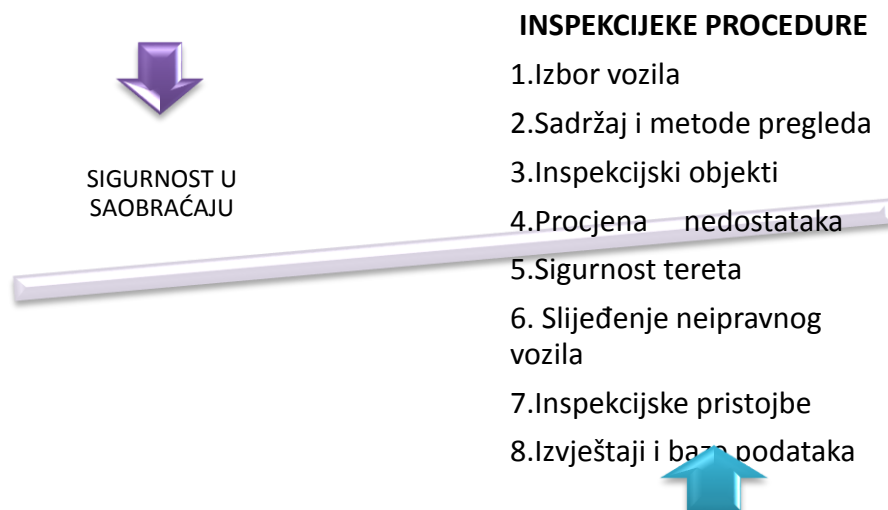 SIGURNOST U
SAOBRAĆAJU
INSPEKCIJEKE PROCEDURE
1.Izbor vozila
2.Sadržaj i metode pregleda
3.Inspekcijski objekti
4.Procjena nedostataka
5.Sigurnost tereta
6. Slijeđenje neipravnog
vozila
7.Inspekcijske pristojbe
8.Izvještaji i baze podataka